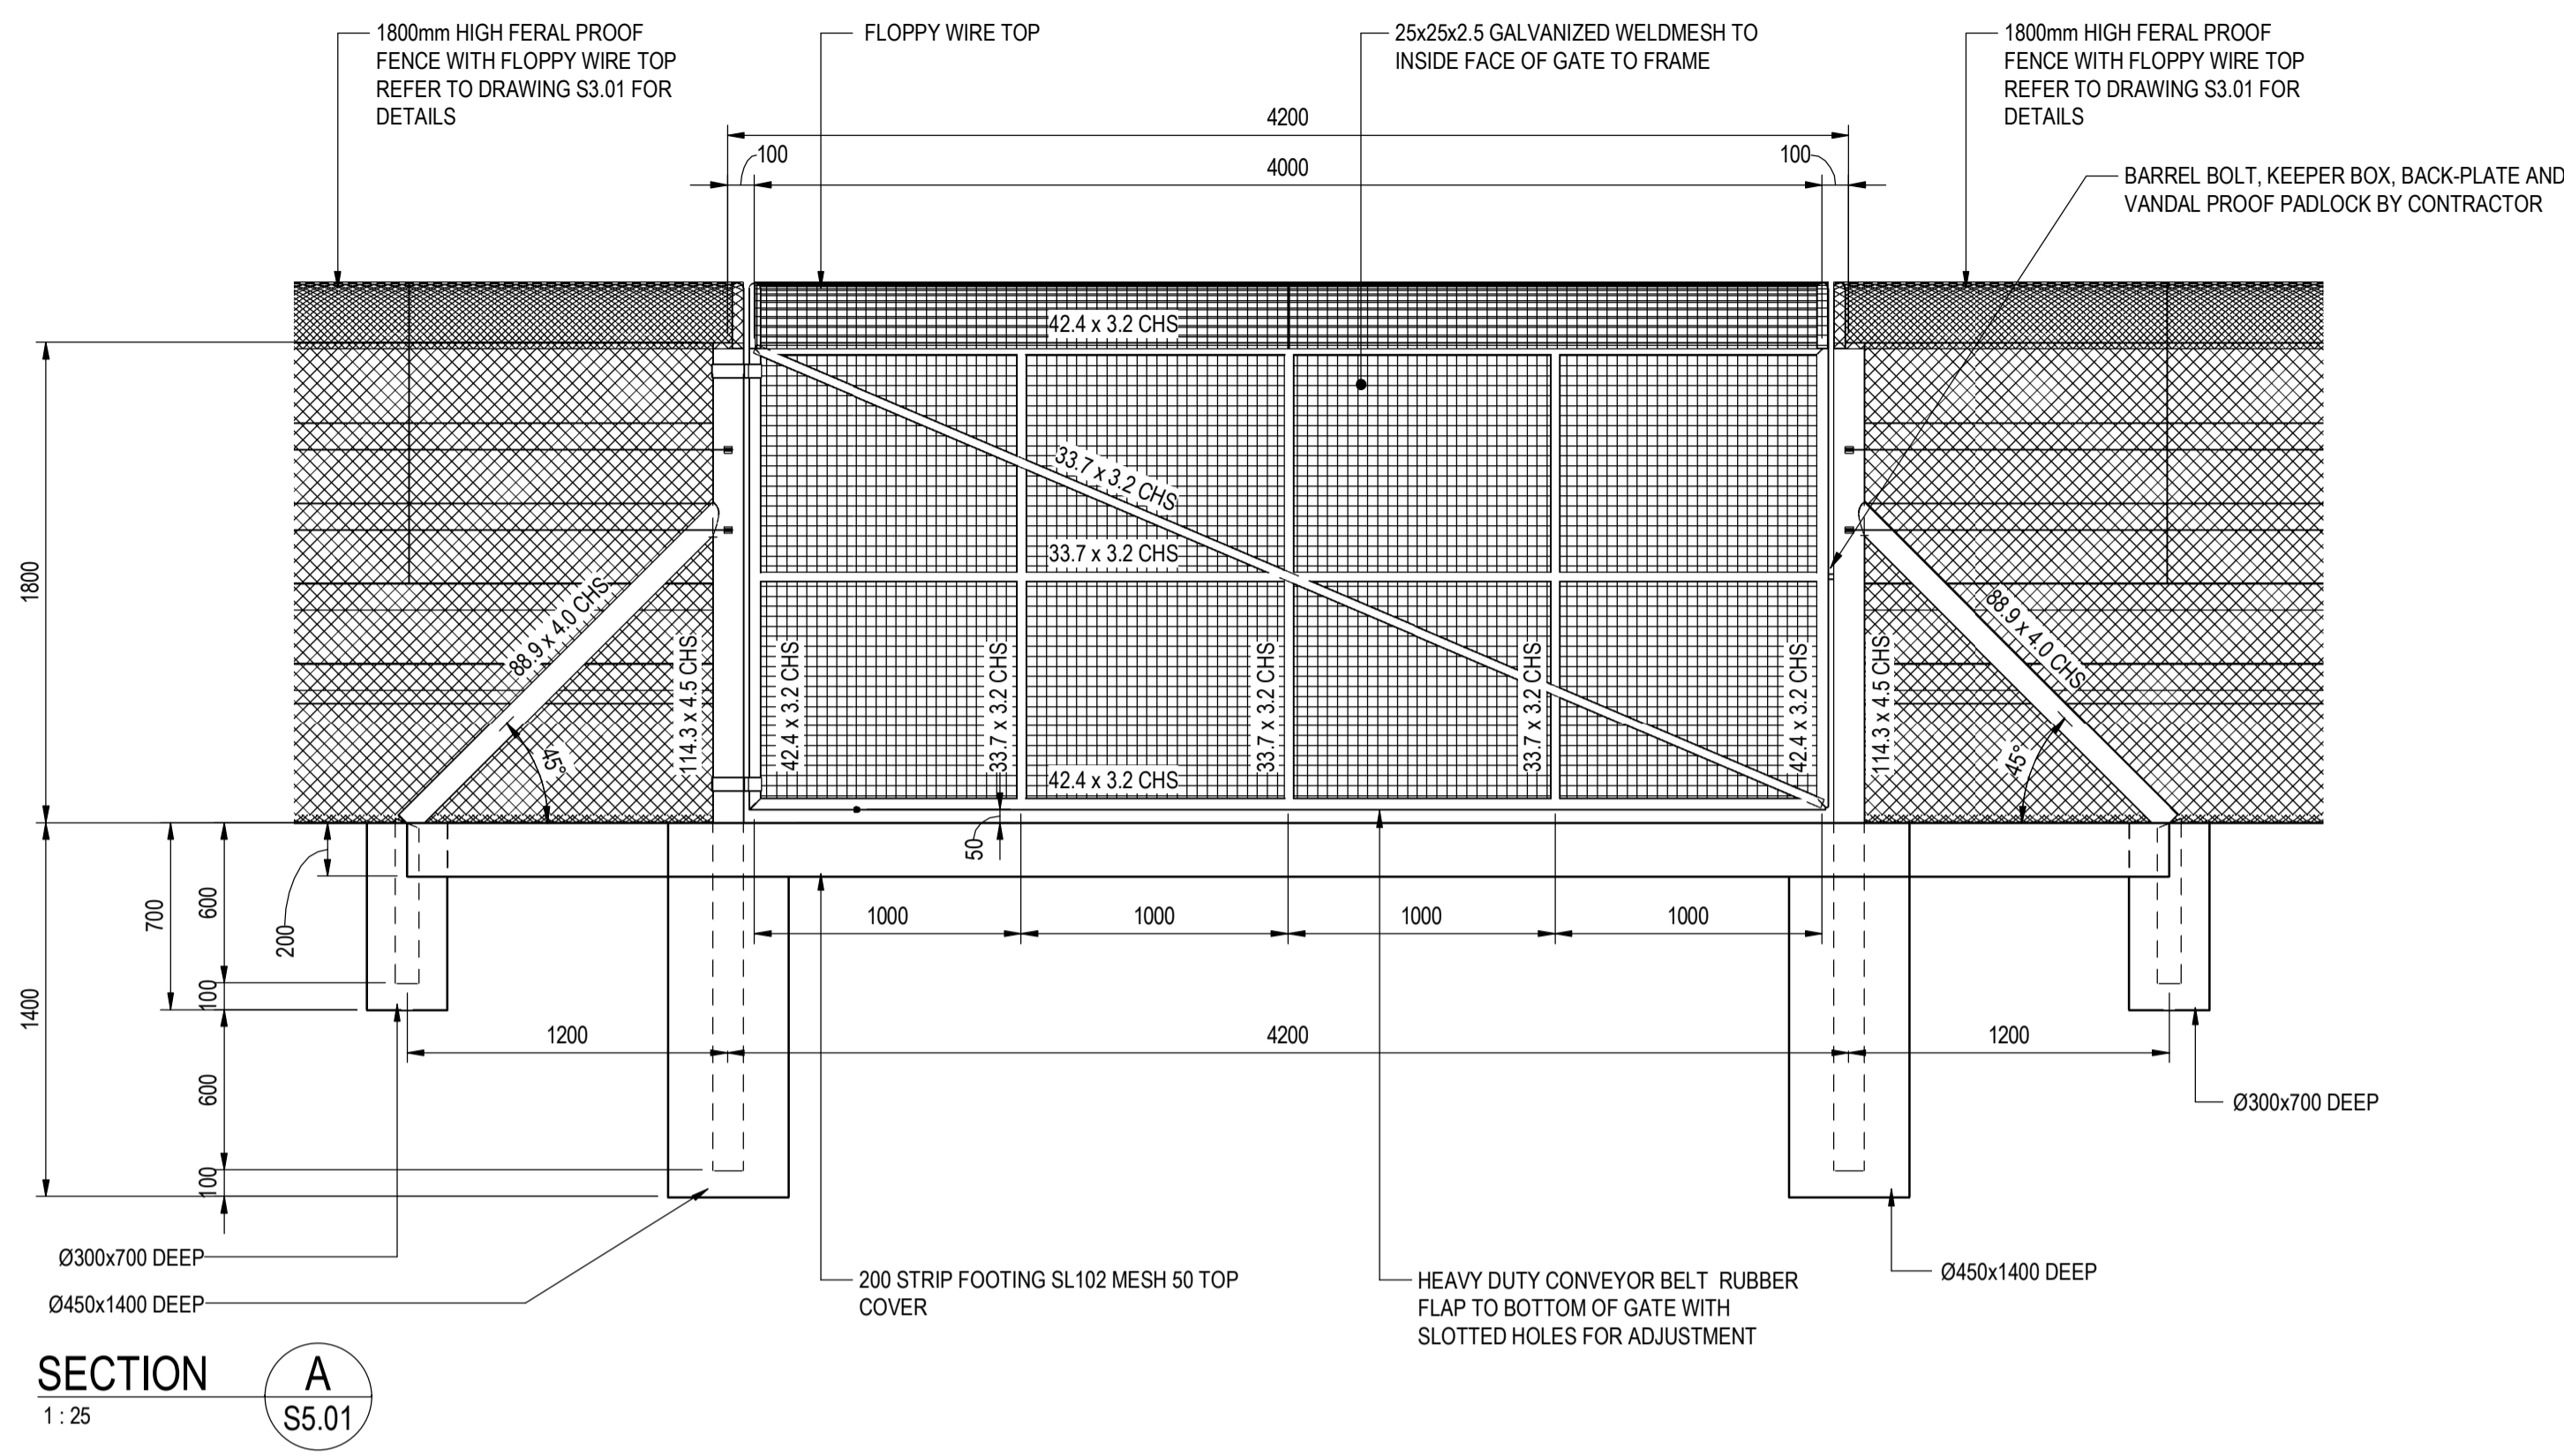 1800mm HIGH FERAL PROOF
FENCE WITH FLOPPY WIRE TOP
REFER TO DRAWING S3.01 FOR
DETAILS
FLOPPY WIRE TOP
25x25x2.5 GALVANIZED WELDMESH TO
INSIDE FACE OF GATE TO FRAME
1800mm HIGH FERAL PROOF
FENCE WITH FLOPPY WIRE TOP
REFER TO DRAWING S3.01 FOR
DETAILS
BARREL BOLT, KEEPER BOX, BACK-PLATE AND
VANDAL PROOF PADLOCK BY CONTRACTOR
4200
100
4000
100
42.4 x 3.2 CHS
33.7 x 3.2 CHS
33.7 x 3.2 CHS
1800
88.9 x 4.0 CHS
45°
114.3 x 4.5 CHS
42.4 x 3.2 CHS
33.7 x 3.2 CHS
33.7 x 3.2 CHS
33.7 x 3.2 CHS
42.4 x 3.2 CHS
114.3 x 4.5 CHS
88.9 x 4.0 CHS
45°
42.4 x 3.2 CHS
50
1400
700
600
200
100
600
100
1000
1000
1000
1000
1200
4200
1200
Ø300x700 DEEP
Ø300x700 DEEP
Ø450x1400 DEEP
200 STRIP FOOTING SL102 MESH 50 TOP
COVER
HEAVY DUTY CONVEYOR BELT RUBBER
FLAP TO BOTTOM OF GATE WITH
SLOTTED HOLES FOR ADJUSTMENT
Ø450x1400 DEEP
SECTION
1 : 25
A
S5.01